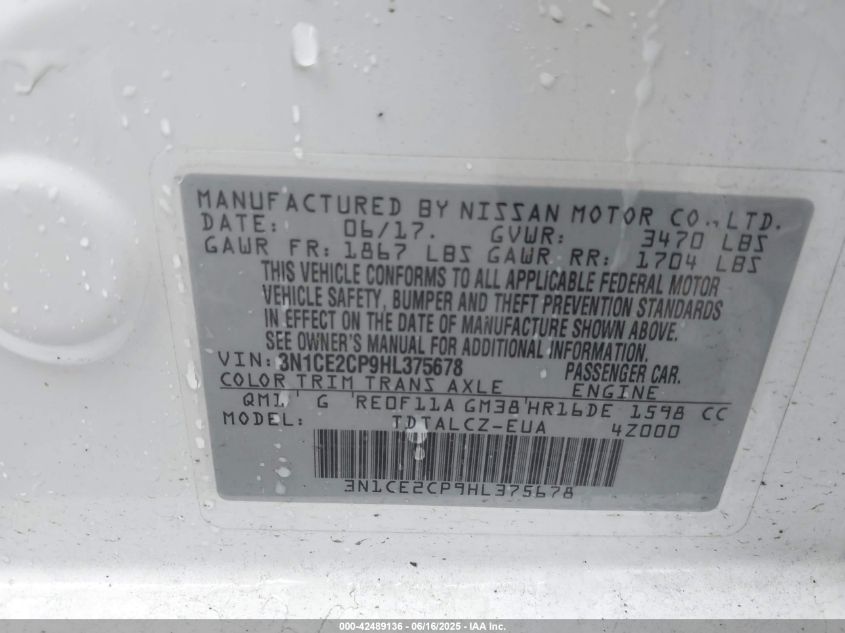 MANUFACTURED BY NISSAN MOTOR CO., LTD.
DATE: 06/17. GVWR: 3470 LBS
GAWR FR: 1867 LBS GAWR RR: 1704 LBS
THIS VEHICLE CONFORMS TO ALL APPLICABLE FEDERAL MOTOR
VEHICLE SAFETY, BUMPER AND THEFT PREVENTION STANDARDS
IN EFFECT ON THE DATE OF MANUFACTURE SHOWN ABOVE.
SEE OWNER'S MANUAL FOR ADDITIONAL INFORMATION.
VIN: 3N1CE2CP9HL375678 PASSENGER CAR.
COLOR TRIM TRANS AXLE ENGINE
QM1 G RE0F11A GM38 HR16DE 1598 CC
MODEL: TDTALCZ-EUA 4Z000
3N1CE2CP9HL375678
000-42489136 - 06/16/2025 - IAA Inc.